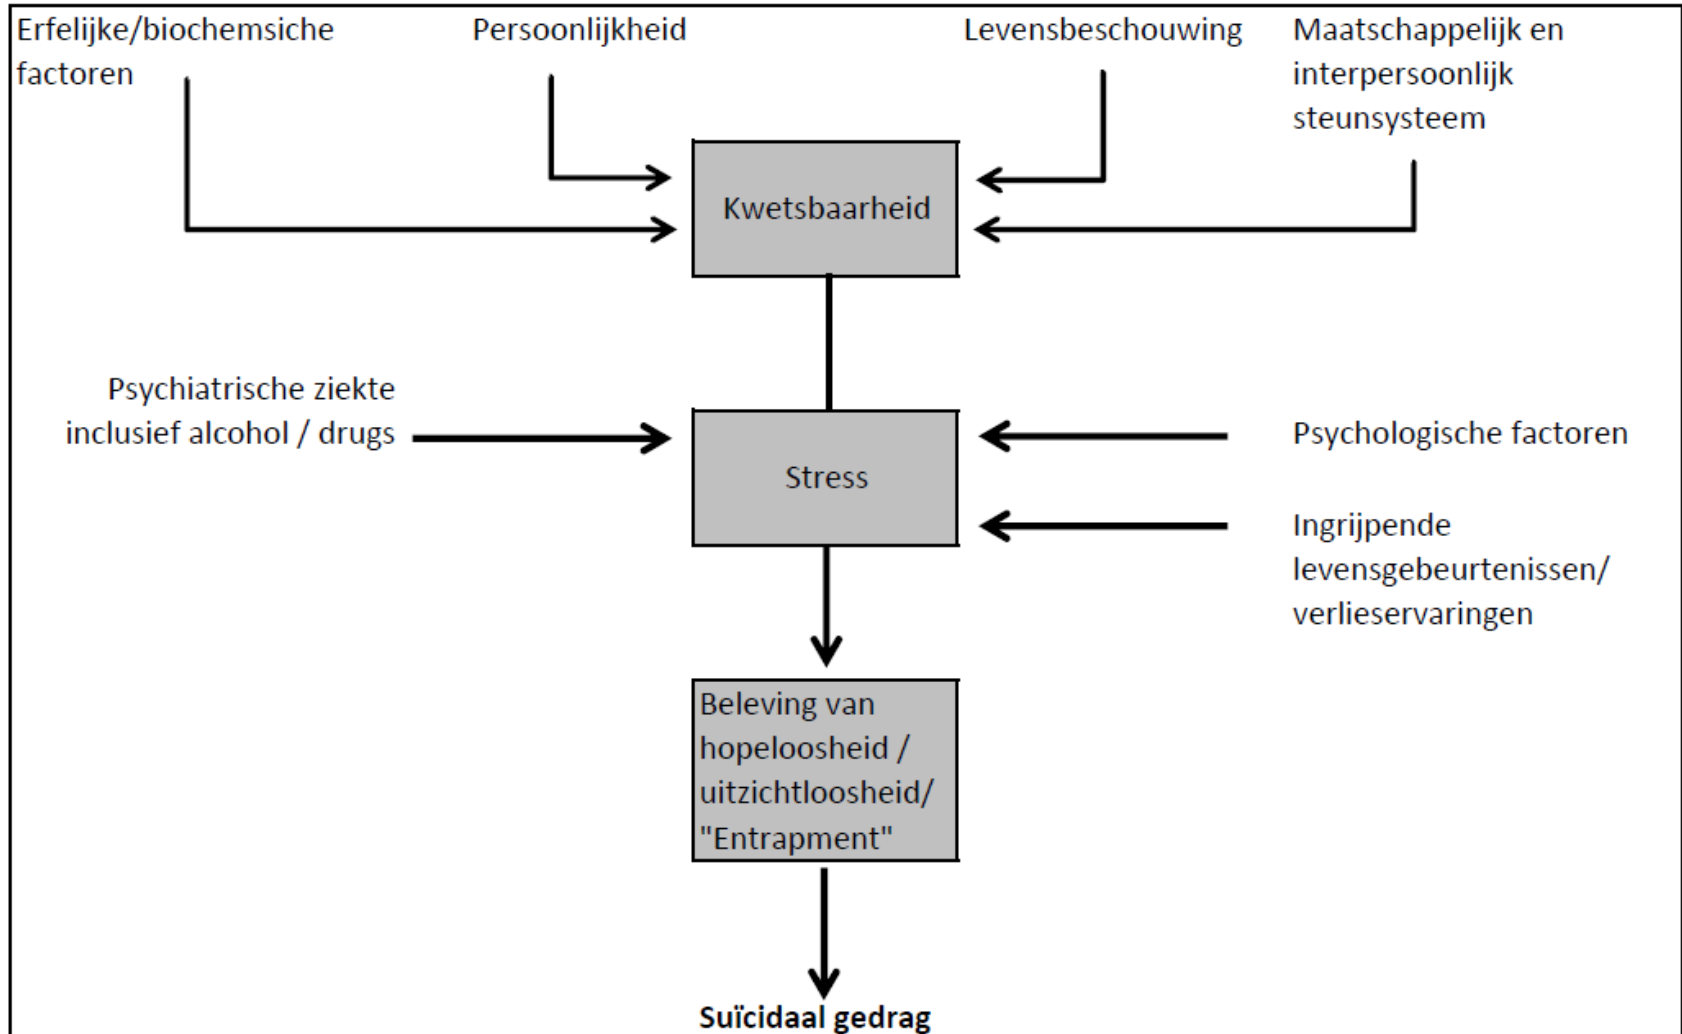 Erfelijke/biochemsiche
factoren
Persoonlijkheid
Levensbeschouwing
Maatschappelijk en
interpersoonlijk
steunsysteem
Kwetsbaarheid
Psychiatrische ziekte
inclusief alcohol / drugs
Stress
Psychologische factoren
Ingrijpende
levensgebeurtenissen/
verlieservaringen
Beleving van
hopeloosheid /
uitzichtloosheid/
"Entrapment"
Suïcidaal gedrag